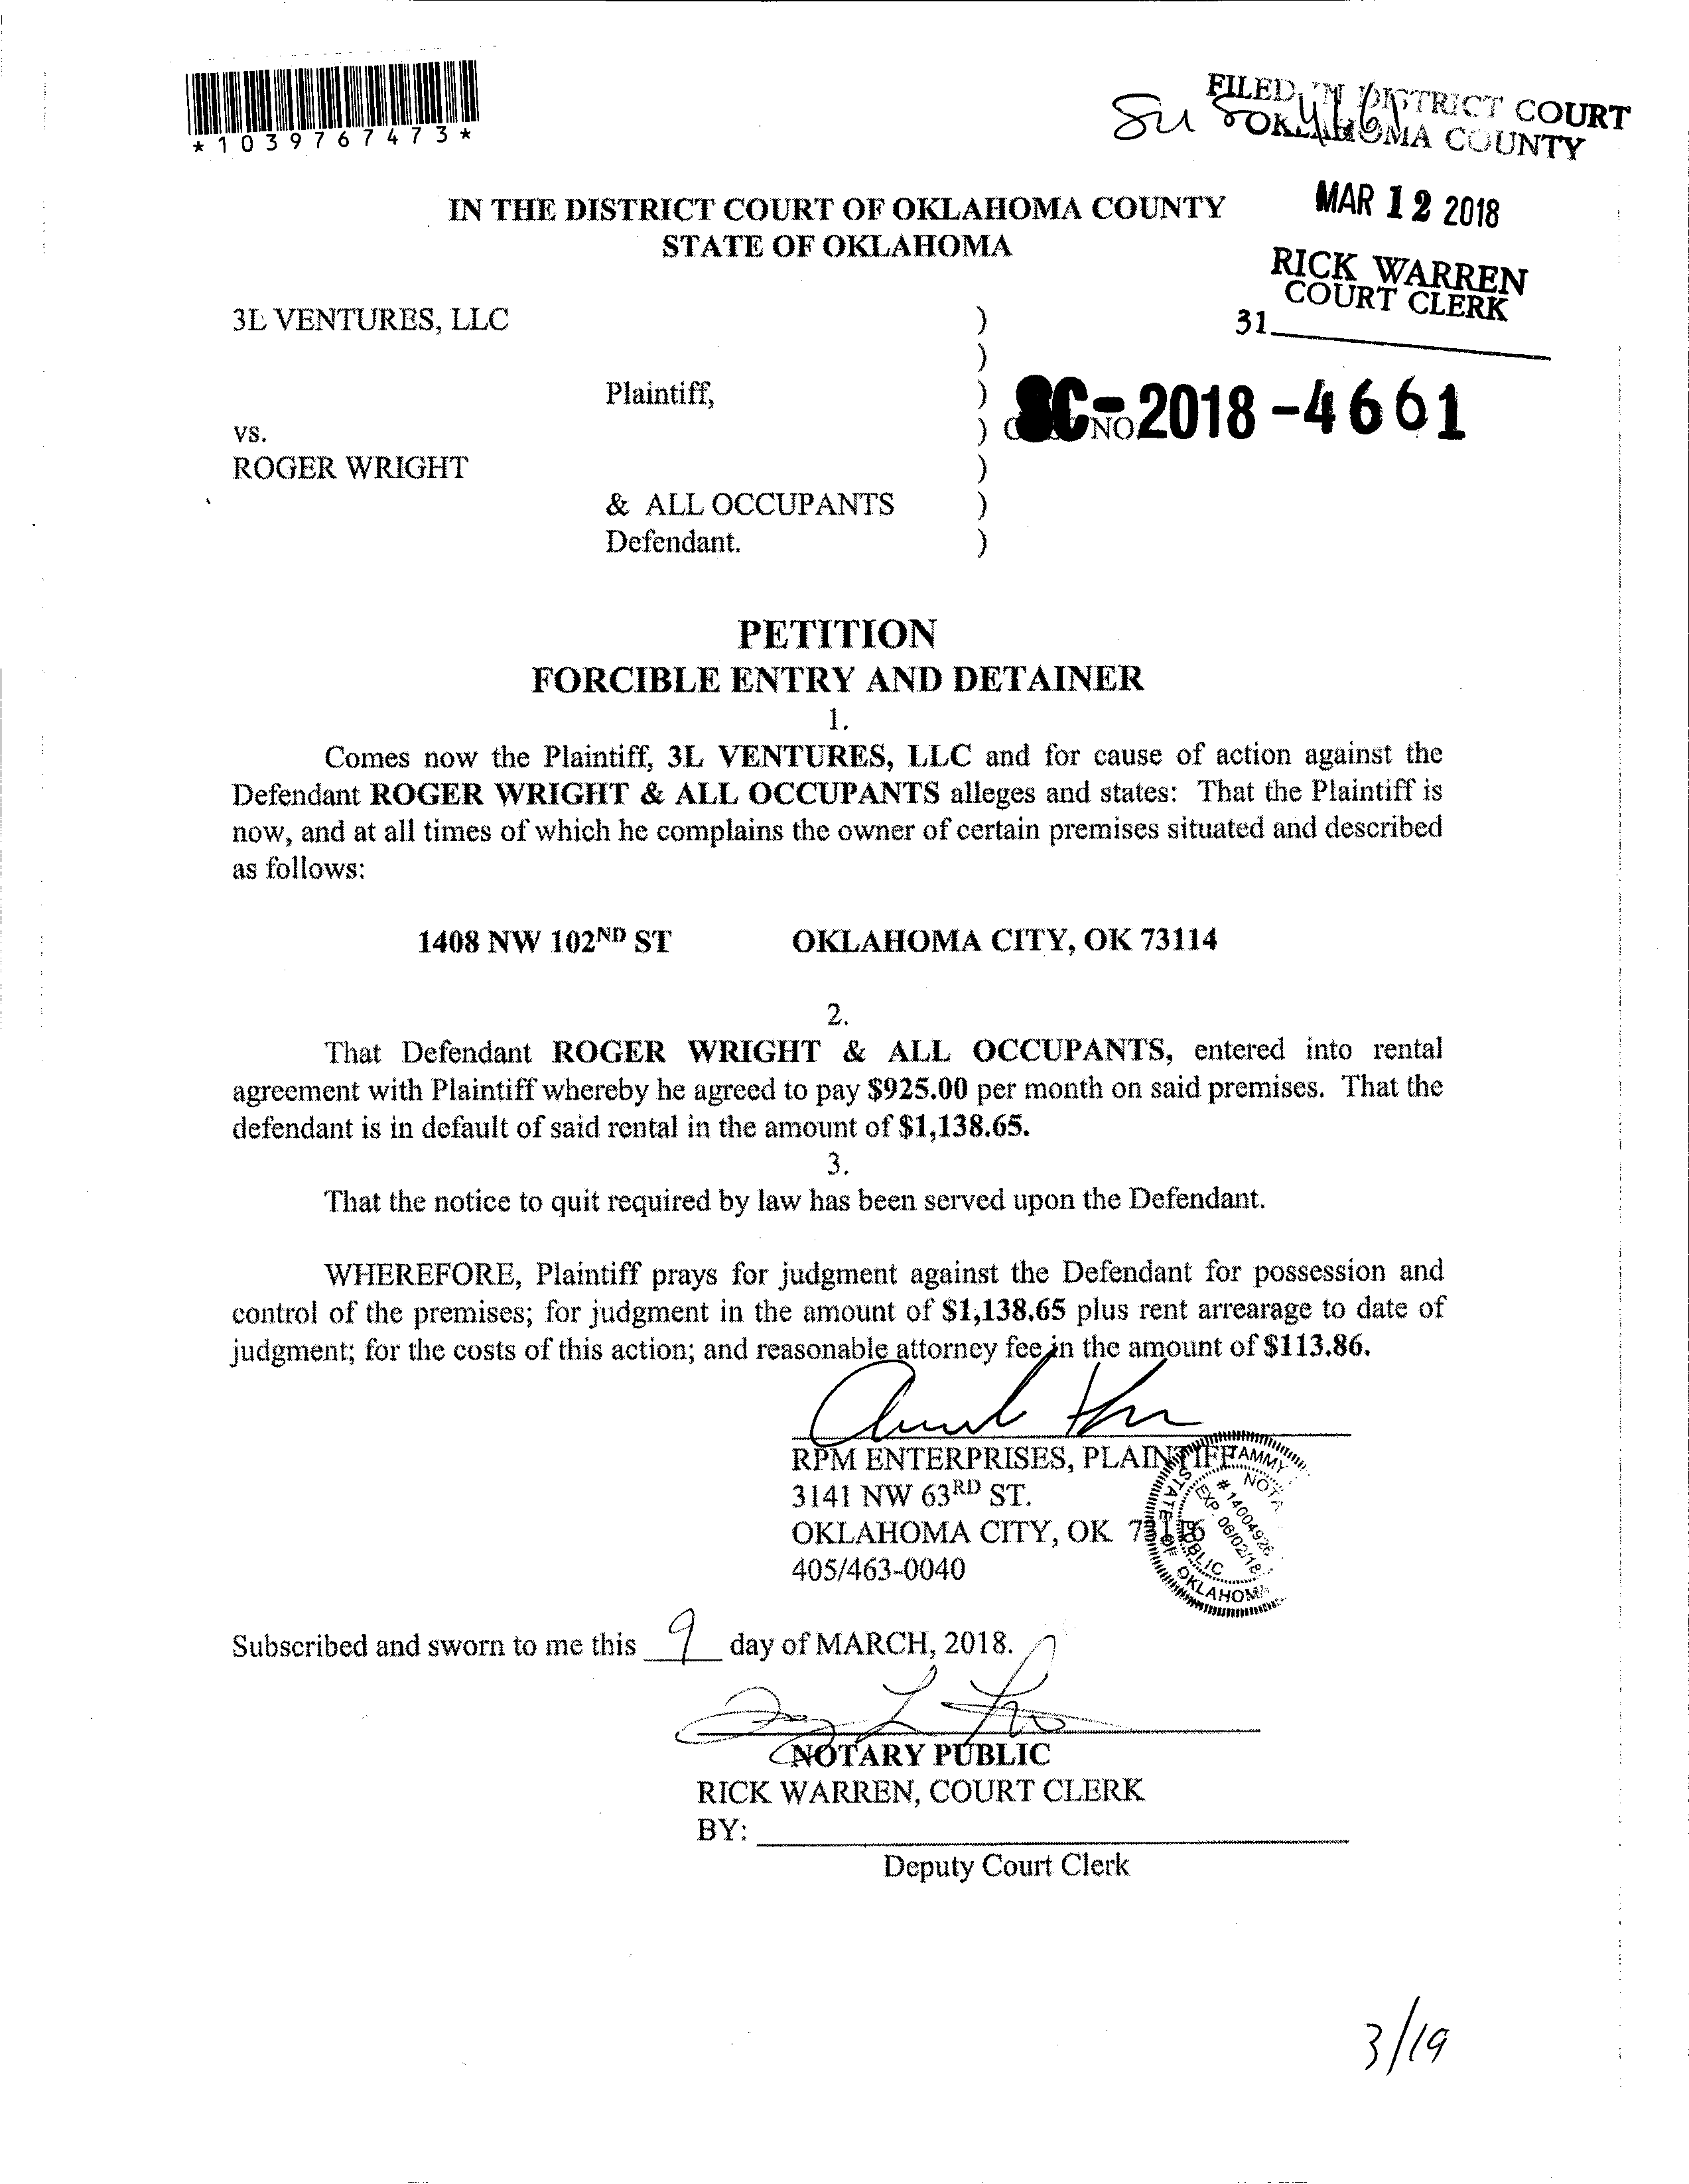 *1039767473*
FILED IN DISTRICT COURT
OKLAHOMA COUNTY
MAR 12 2018
RICK WARREN
COURT CLERK
31
IN THE DISTRICT COURT OF OKLAHOMA COUNTY
STATE OF OKLAHOMA
3L VENTURES, LLC )
)
Plaintiff, )
vs. ) NO. SC-2018-4661
ROGER WRIGHT )
& ALL OCCUPANTS )
Defendant. )
PETITION
FORCIBLE ENTRY AND DETAINER
1.
Comes now the Plaintiff, 3L VENTURES, LLC and for cause of action against the
Defendant ROGER WRIGHT & ALL OCCUPANTS alleges and states: That the Plaintiff is
now, and at all times of which he complains the owner of certain premises situated and described
as follows:
1408 NW 102ND ST OKLAHOMA CITY, OK 73114
2.
That Defendant ROGER WRIGHT & ALL OCCUPANTS, entered into rental
agreement with Plaintiff whereby he agreed to pay $925.00 per month on said premises. That the
defendant is in default of said rental in the amount of $1,138.65.
3.
That the notice to quit required by law has been served upon the Defendant.
WHEREFORE, Plaintiff prays for judgment against the Defendant for possession and
control of the premises; for judgment in the amount of $1,138.65 plus rent arrearage to date of
judgment; for the costs of this action; and reasonable attorney fee in the amount of $113.86.
RPM ENTERPRISES, PLAINTIFF
3141 NW 63RD ST.
OKLAHOMA CITY, OK 73116
405/463-0040
TAMMY
NOTA
# 14004926
EXP. 06/02/18
PUBLIC
STATE OF OKLAHOMA
Subscribed and sworn to me this 9 day of MARCH, 2018.
NOTARY PUBLIC
RICK WARREN, COURT CLERK
BY:
Deputy Court Clerk
3/19